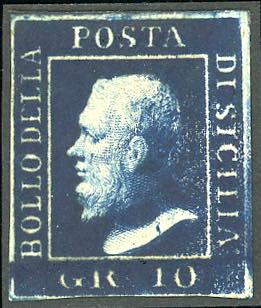 BOLLO DELLA
POSTA
DI SICILIA
GR 10